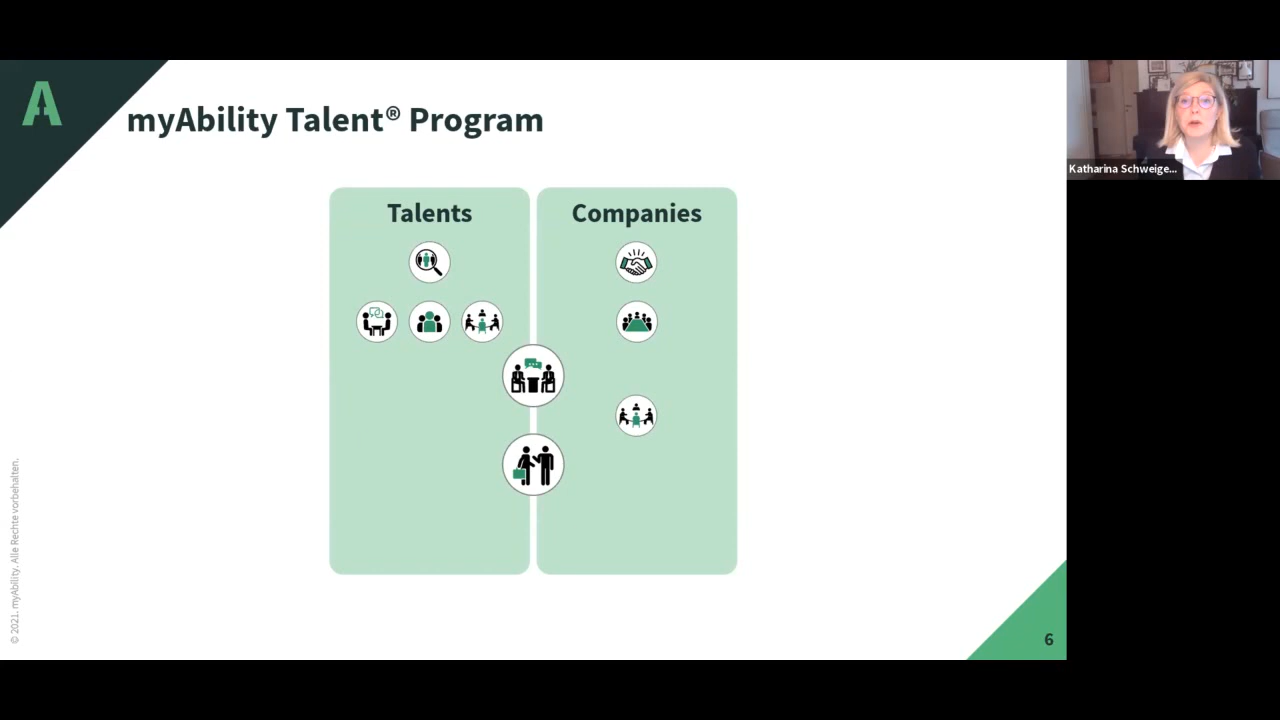 myAbility Talent® Program
Katharina Schweige...
Talents
Companies
© 2021. myAbility. Alle Rechte vorbehalten.
6